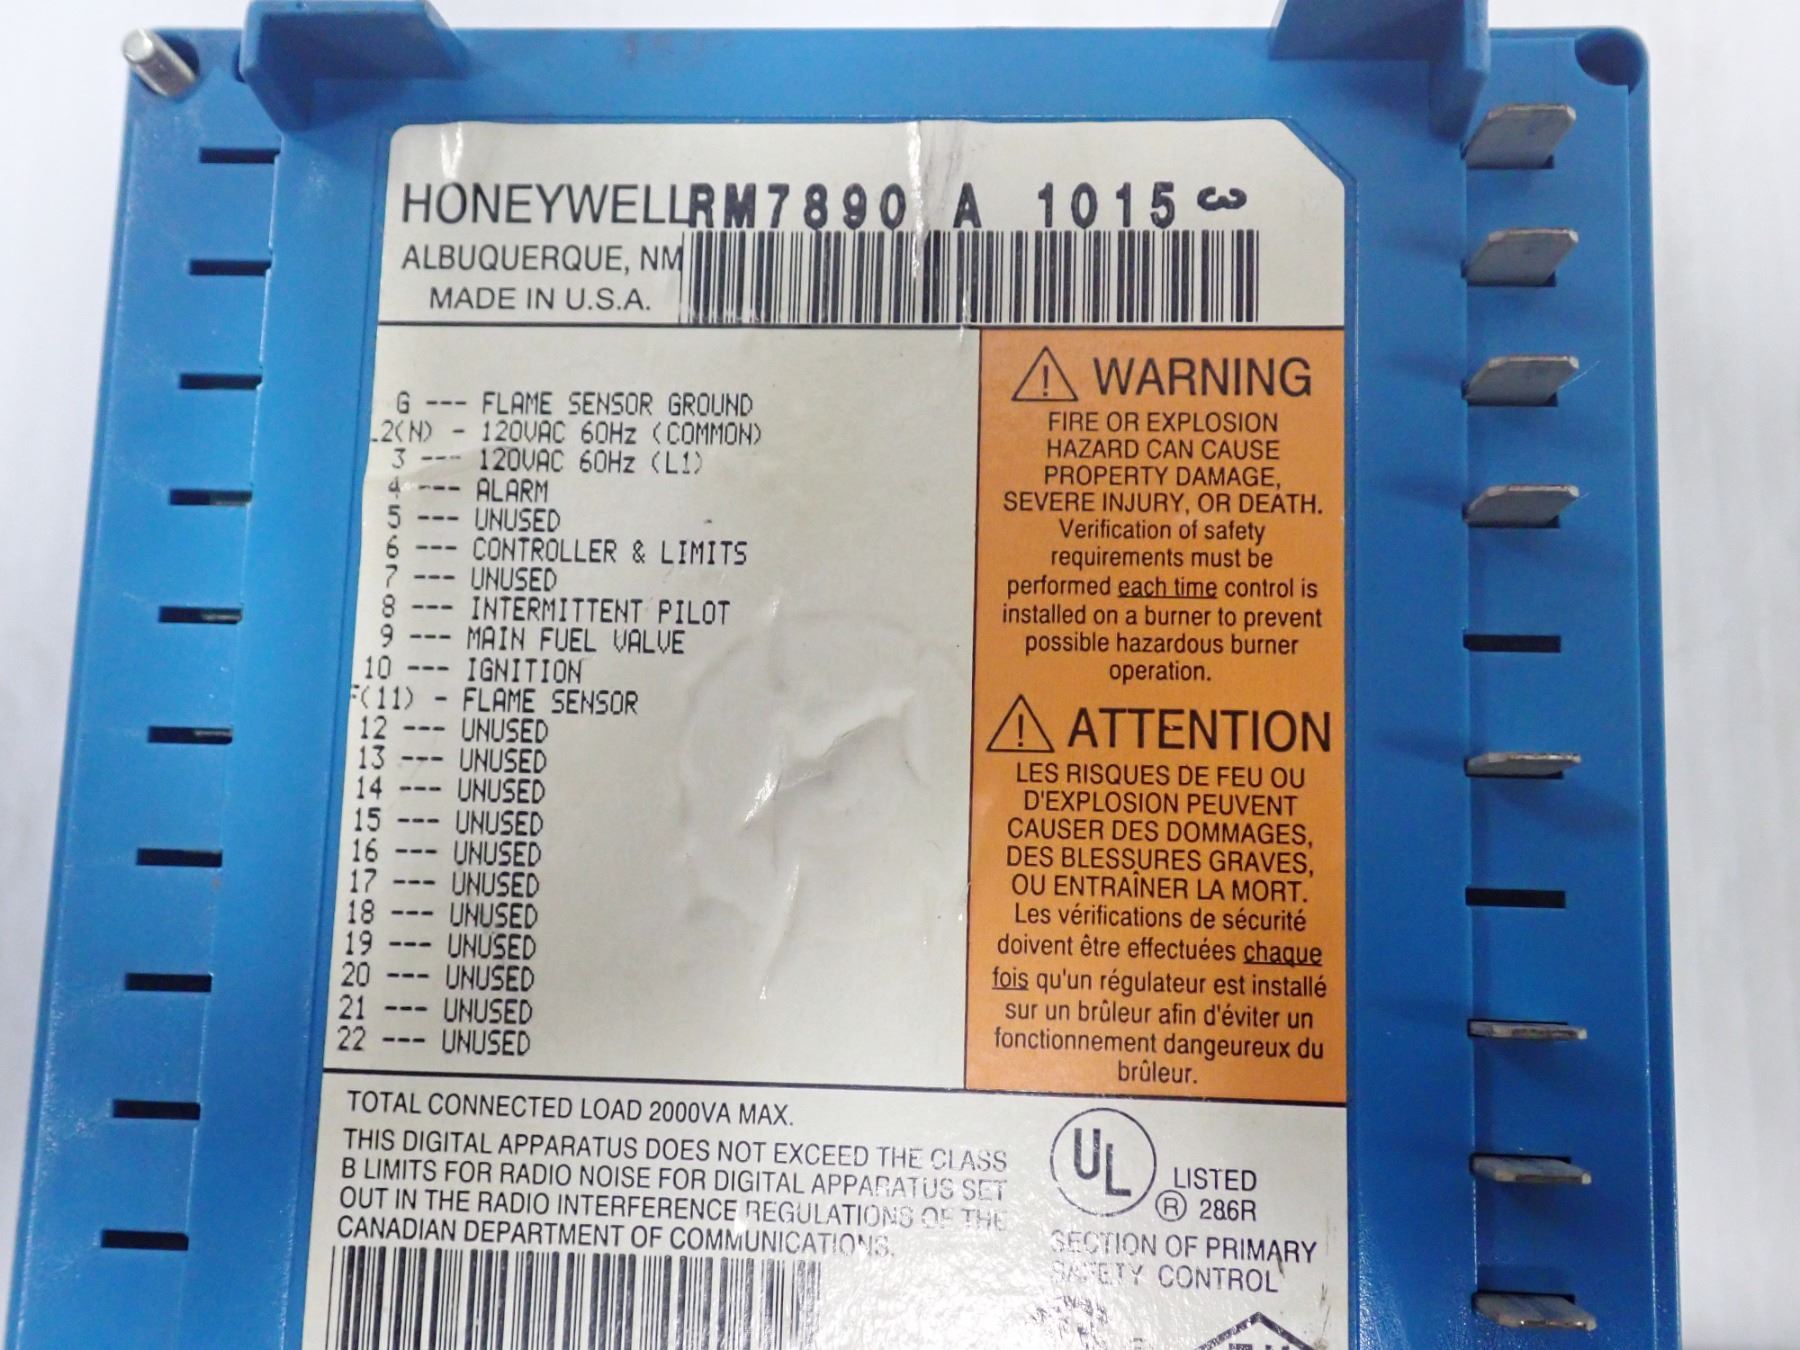 HONEYWELL RM7890 A 1015 3
ALBUQUERQUE, NM
MADE IN U.S.A.
G --- FLAME SENSOR GROUND
2(N) - 120VAC 60Hz (COMMON)
3 --- 120VAC 60Hz (L1)
4 --- ALARM
5 --- UNUSED
6 --- CONTROLLER & LIMITS
7 --- UNUSED
8 --- INTERMITTENT PILOT
9 --- MAIN FUEL VALVE
10 --- IGNITION
F(11) - FLAME SENSOR
12 --- UNUSED
13 --- UNUSED
14 --- UNUSED
15 --- UNUSED
16 --- UNUSED
17 --- UNUSED
18 --- UNUSED
19 --- UNUSED
20 --- UNUSED
21 --- UNUSED
22 --- UNUSED
⚠ WARNING
FIRE OR EXPLOSION
HAZARD CAN CAUSE
PROPERTY DAMAGE,
SEVERE INJURY, OR DEATH.
Verification of safety
requirements must be
performed each time control is
installed on a burner to prevent
possible hazardous burner
operation.
⚠ ATTENTION
LES RISQUES DE FEU OU
D'EXPLOSION PEUVENT
CAUSER DES DOMMAGES,
DES BLESSURES GRAVES,
OU ENTRAÎNER LA MORT.
Les vérifications de sécurité
doivent être effectuées chaque
fois qu'un régulateur est installé
sur un brûleur afin d'éviter un
fonctionnement dangeureux du
brûleur.
TOTAL CONNECTED LOAD 2000VA MAX.
THIS DIGITAL APPARATUS DOES NOT EXCEED THE CLASS
B LIMITS FOR RADIO NOISE FOR DIGITAL APPARATUS SET
OUT IN THE RADIO INTERFERENCE REGULATIONS OF THE
CANADIAN DEPARTMENT OF COMMUNICATIONS.
UL LISTED
® 286R
SECTION OF PRIMARY
SAFETY CONTROL